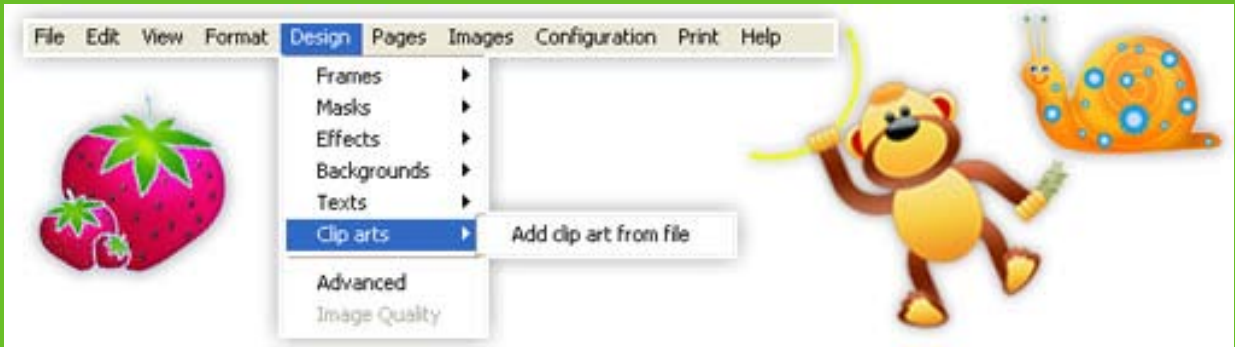 File Edit View Format Design Pages Images Configuration Print Help
Frames
Masks
Effects
Backgrounds
Texts
Clip arts Add clip art from file
Advanced
Image Quality